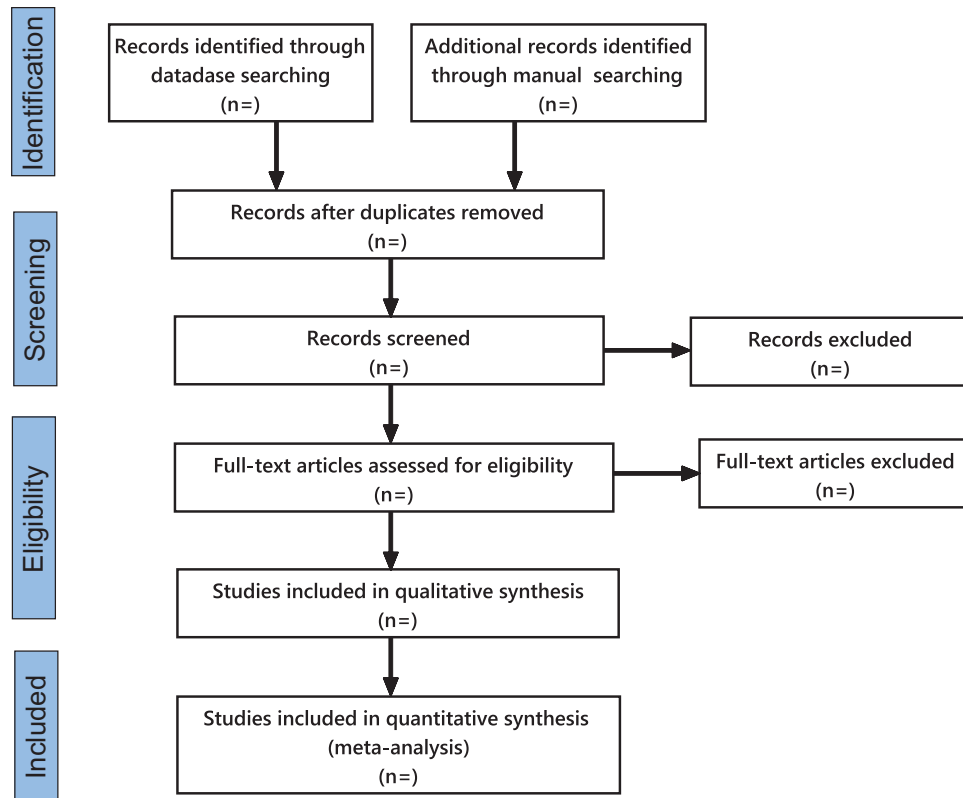 Identification
Records identified through
datadase searching
(n=)
Additional records identified
through manual searching
(n=)
Records after duplicates removed
(n=)
Screening
Records screened
(n=)
Records excluded
(n=)
Eligibility
Full-text articles assessed for eligibility
(n=)
Full-text articles excluded
(n=)
Studies included in qualitative synthesis
(n=)
Included
Studies included in quantitative synthesis
(meta-analysis)
(n=)